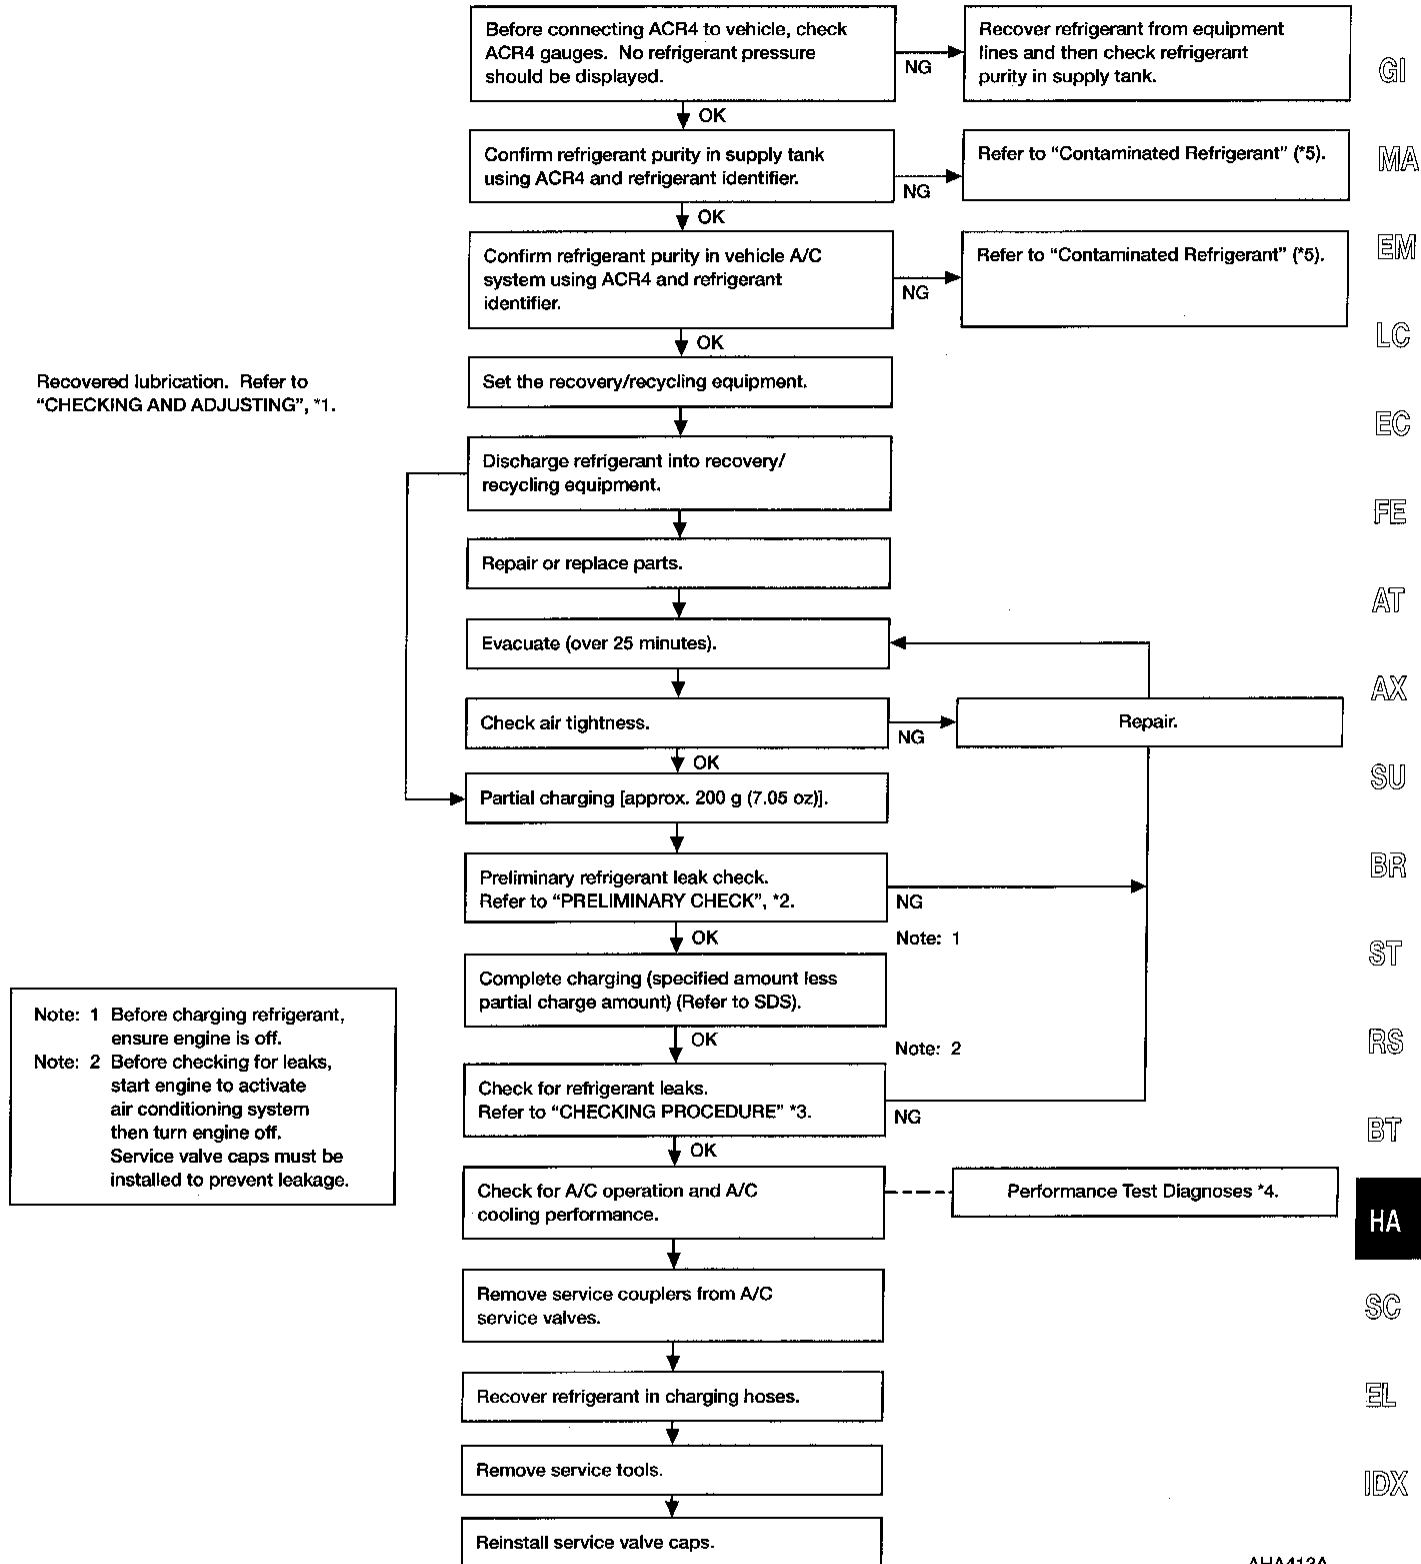 Before connecting ACR4 to vehicle, check
ACR4 gauges. No refrigerant pressure
should be displayed.
NG
Recover refrigerant from equipment
lines and then check refrigerant
purity in supply tank.
OK
Confirm refrigerant purity in supply tank
using ACR4 and refrigerant identifier.
NG
Refer to “Contaminated Refrigerant” (*5).
OK
Confirm refrigerant purity in vehicle A/C
system using ACR4 and refrigerant
identifier.
NG
Refer to “Contaminated Refrigerant” (*5).
OK
Recovered lubrication. Refer to
“CHECKING AND ADJUSTING”, *1.
Set the recovery/recycling equipment.
Discharge refrigerant into recovery/
recycling equipment.
Repair or replace parts.
Evacuate (over 25 minutes).
Check air tightness.
NG
Repair.
OK
Partial charging [approx. 200 g (7.05 oz)].
Preliminary refrigerant leak check.
Refer to “PRELIMINARY CHECK”, *2.
NG
OK
Note: 1
Complete charging (specified amount less
partial charge amount) (Refer to SDS).
OK
Note: 2
Check for refrigerant leaks.
Refer to “CHECKING PROCEDURE” *3.
NG
OK
Note: 1 Before charging refrigerant,
ensure engine is off.
Note: 2 Before checking for leaks,
start engine to activate
air conditioning system
then turn engine off.
Service valve caps must be
installed to prevent leakage.
Check for A/C operation and A/C
cooling performance.
Performance Test Diagnoses *4.
Remove service couplers from A/C
service valves.
Recover refrigerant in charging hoses.
Remove service tools.
Reinstall service valve caps.
GI
MA
EM
LC
EC
FE
AT
AX
SU
BR
ST
RS
BT
HA
SC
EL
IDX
AHA412A